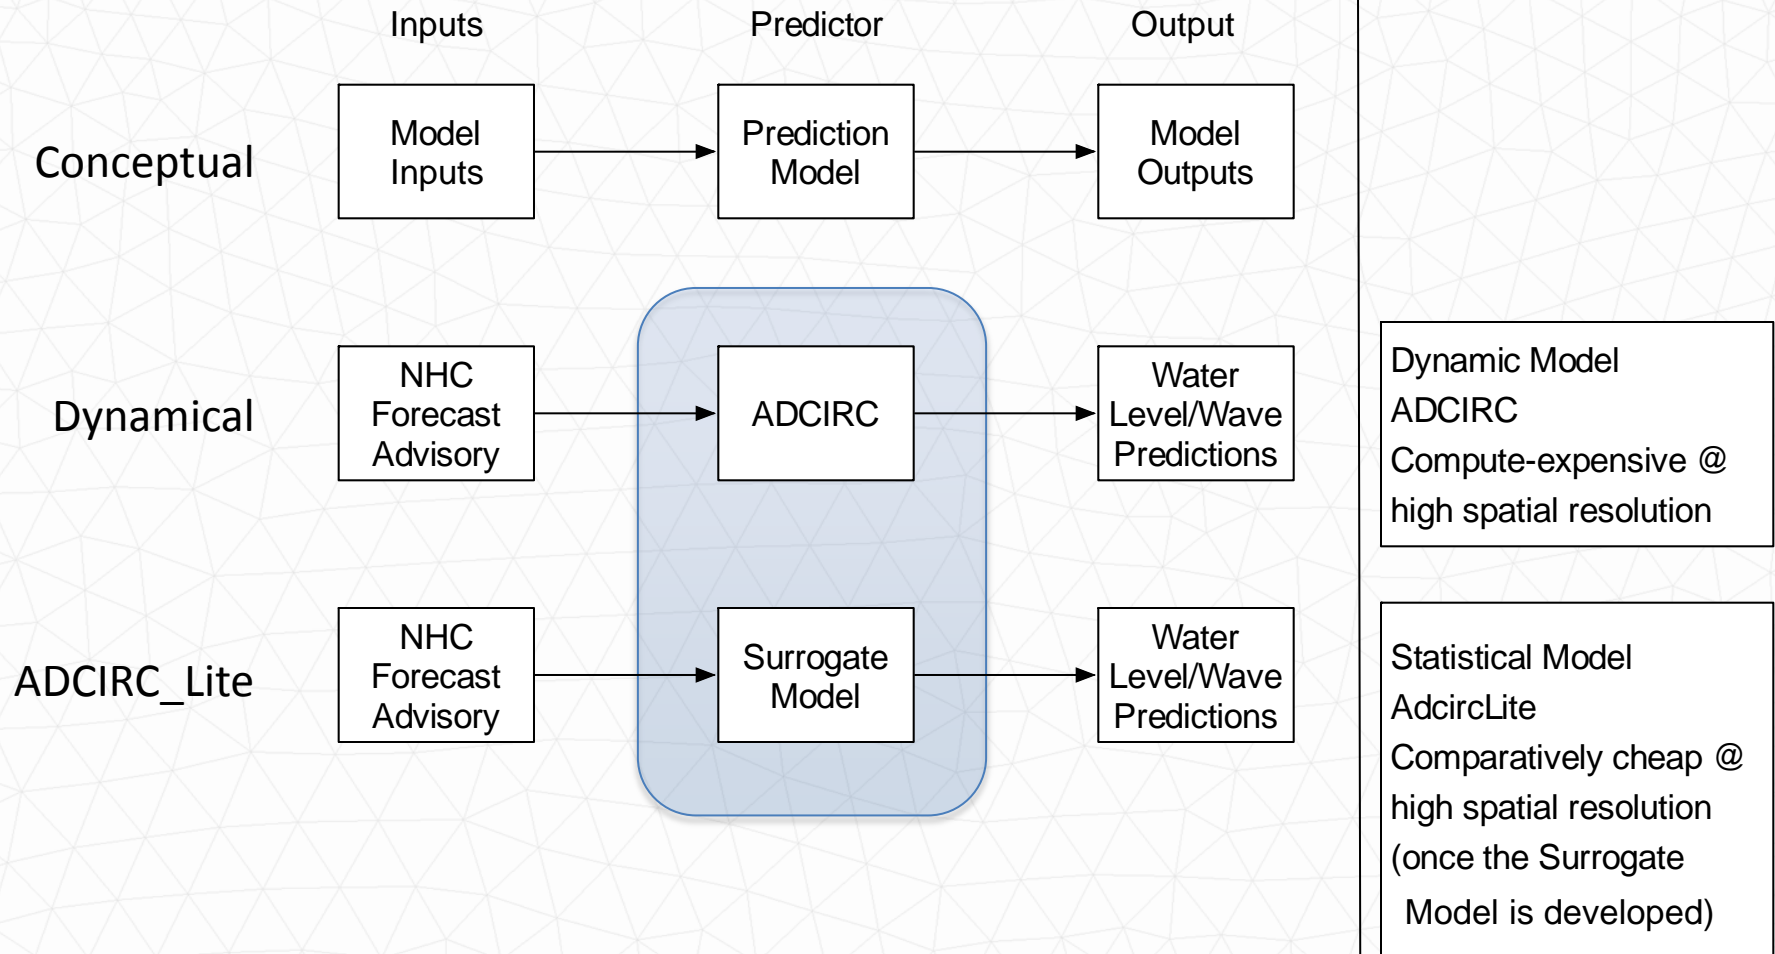 Inputs
Predictor
Output
Conceptual
Model
Inputs
Prediction
Model
Model
Outputs
Dynamical
NHC
Forecast
Advisory
ADCIRC
Water
Level/Wave
Predictions
Dynamic Model
ADCIRC
Compute-expensive @
high spatial resolution
ADCIRC_Lite
NHC
Forecast
Advisory
Surrogate
Model
Water
Level/Wave
Predictions
Statistical Model
AdcircLite
Comparatively cheap @
high spatial resolution
(once the Surrogate
Model is developed)